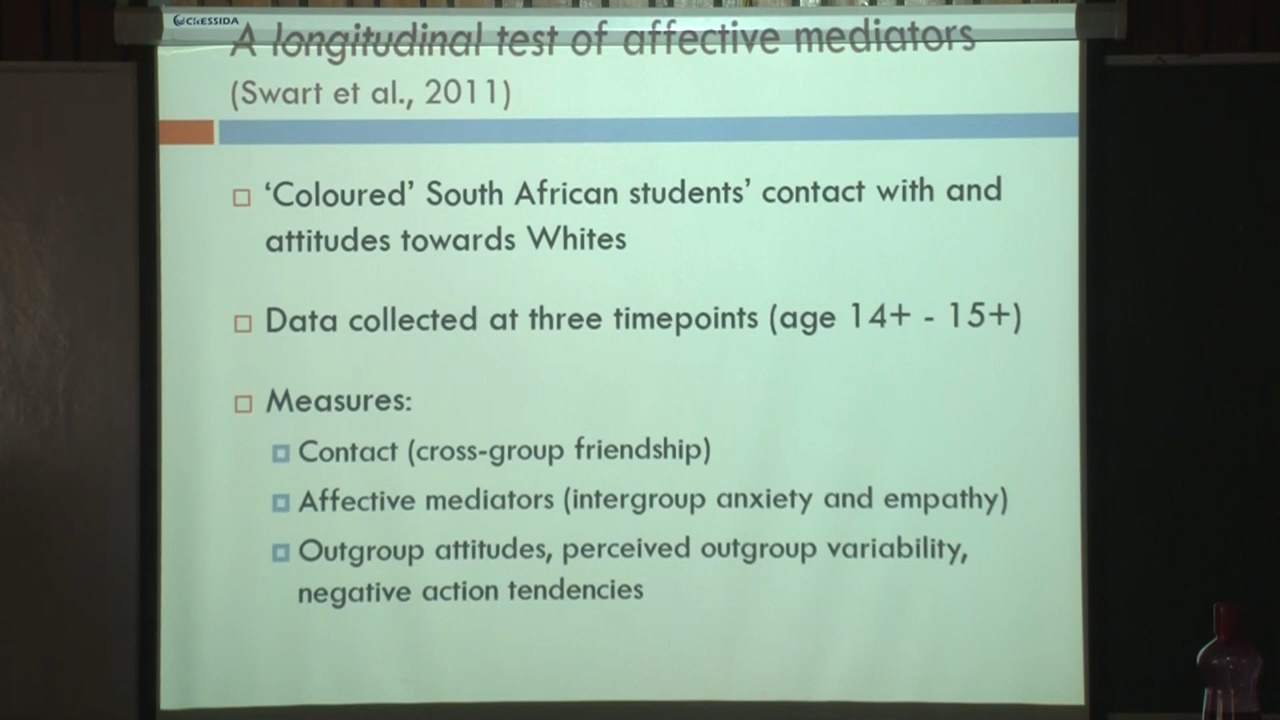 CRESSIDA
A longitudinal test of affective mediators
(Swart et al., 2011)
‘Coloured’ South African students’ contact with and
attitudes towards Whites
Data collected at three timepoints (age 14+ - 15+)
Measures:
Contact (cross-group friendship)
Affective mediators (intergroup anxiety and empathy)
Outgroup attitudes, perceived outgroup variability,
negative action tendencies